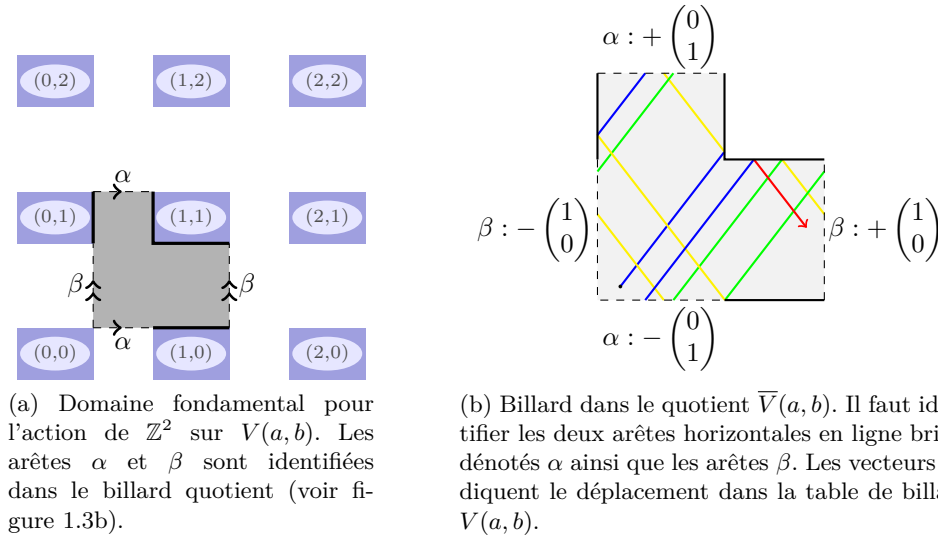 (0,2) (1,2) (2,2)
α
(0,1) (1,1) (2,1)
β β
α
(0,0) (1,0) (2,0)
(a) Domaine fondamental pour
l'action de ℤ² sur V(a, b). Les
arêtes α et β sont identifiées
dans le billard quotient (voir fi-
gure 1.3b).
α : + (0 1)
β : − (1 0) β : + (1 0)
α : − (0 1)
(b) Billard dans le quotient V̅(a, b). Il faut id
tifier les deux arêtes horizontales en ligne bri
dénotés α ainsi que les arêtes β. Les vecteurs
diquent le déplacement dans la table de billa
V(a, b).